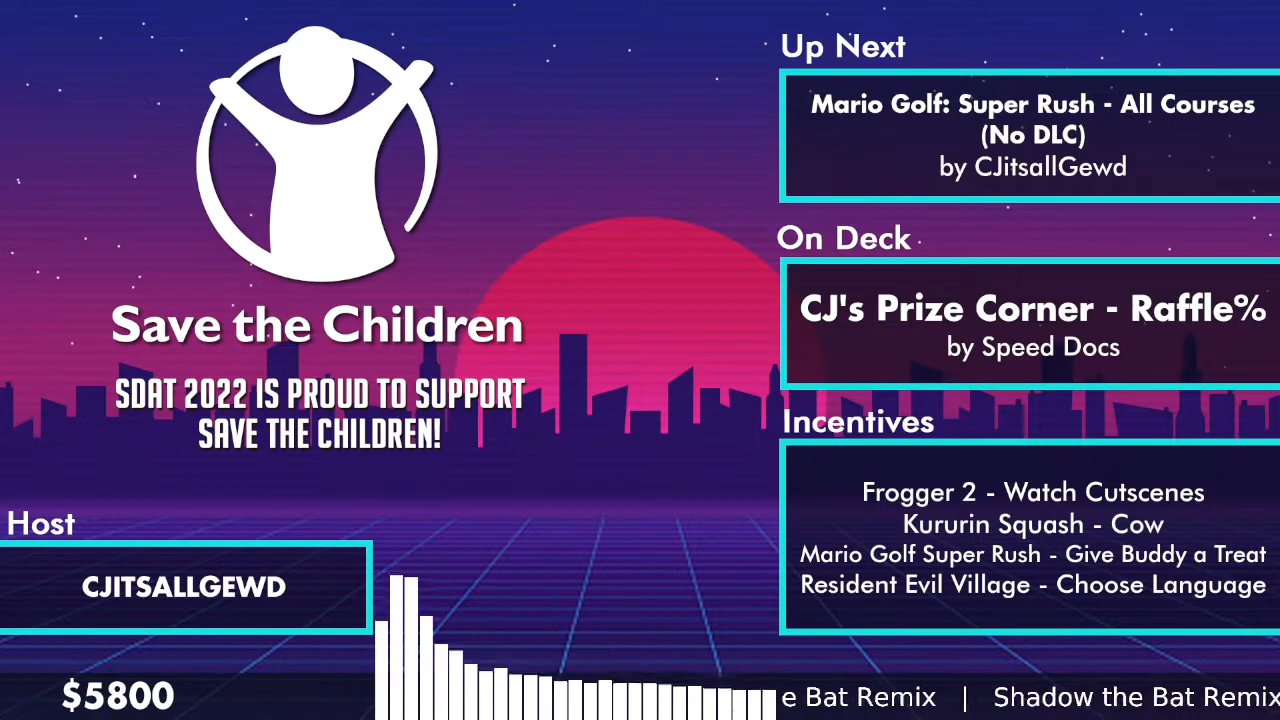 Save the Children
SDAT 2022 IS PROUD TO SUPPORT
SAVE THE CHILDREN!
Host
CJITSALLGEWD
$5800
Up Next
Mario Golf: Super Rush - All Courses
(No DLC)
by CJitsallGewd
On Deck
CJ's Prize Corner - Raffle%
by Speed Docs
Incentives
Frogger 2 - Watch Cutscenes
Kururin Squash - Cow
Mario Golf Super Rush - Give Buddy a Treat
Resident Evil Village - Choose Language
e Bat Remix | Shadow the Bat Remix